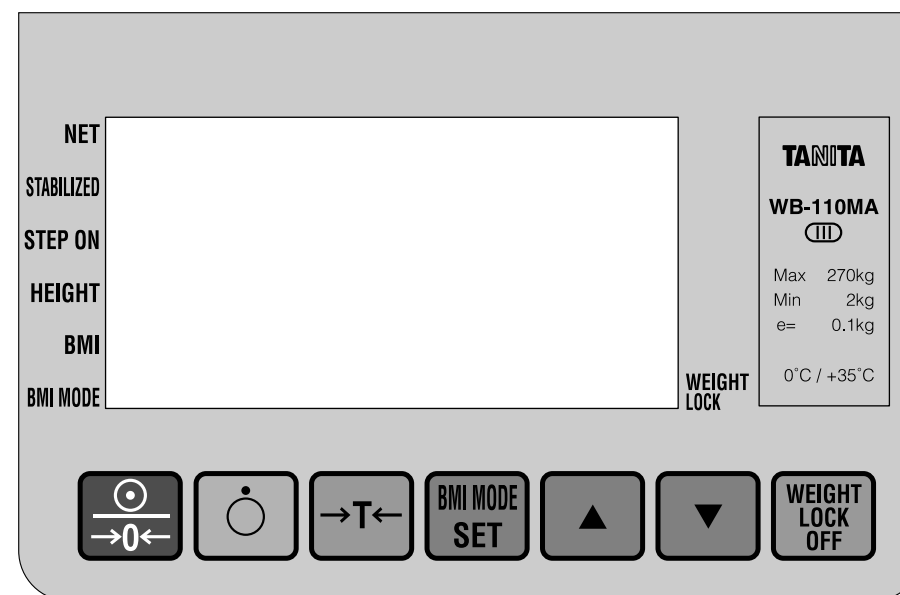 NET
STABILIZED
STEP ON
HEIGHT
BMI
BMI MODE
WEIGHT
LOCK
TANITA
WB-110MA
III
Max 270kg
Min 2kg
e= 0.1kg
0°C / +35°C
→0←
→T←
BMI MODE
SET
▲
▼
WEIGHT
LOCK
OFF